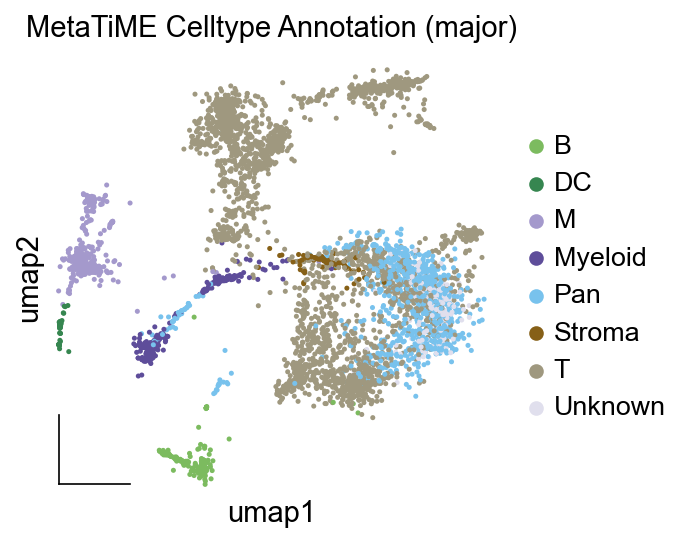 MetaTiME Celltype Annotation (major)
B
DC
M
Myeloid
Pan
Stroma
T
Unknown
umap2
umap1